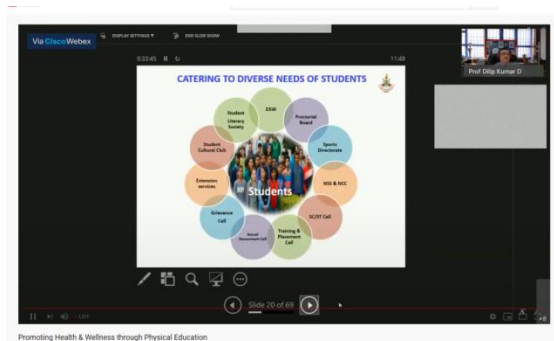 Via CiscoWebex
DISPLAY SETTINGS ▼
END SLIDE SHOW
0:33:45
11:49
Prof Dilip Kumar D
CATERING TO DIVERSE NEEDS OF STUDENTS
DSW
Student
Literary
Society
Proctorial
Board
Student
Cultural Club
Sports
Directorate
Extension
services
NSS & NCC
Students
Grievance
Cell
SC/ST Cell
Sexual
Harassment Cell
Training &
Placement
Cell
Slide 20 of 69
LIVE
+8
Promoting Health & Wellness through Physical Education